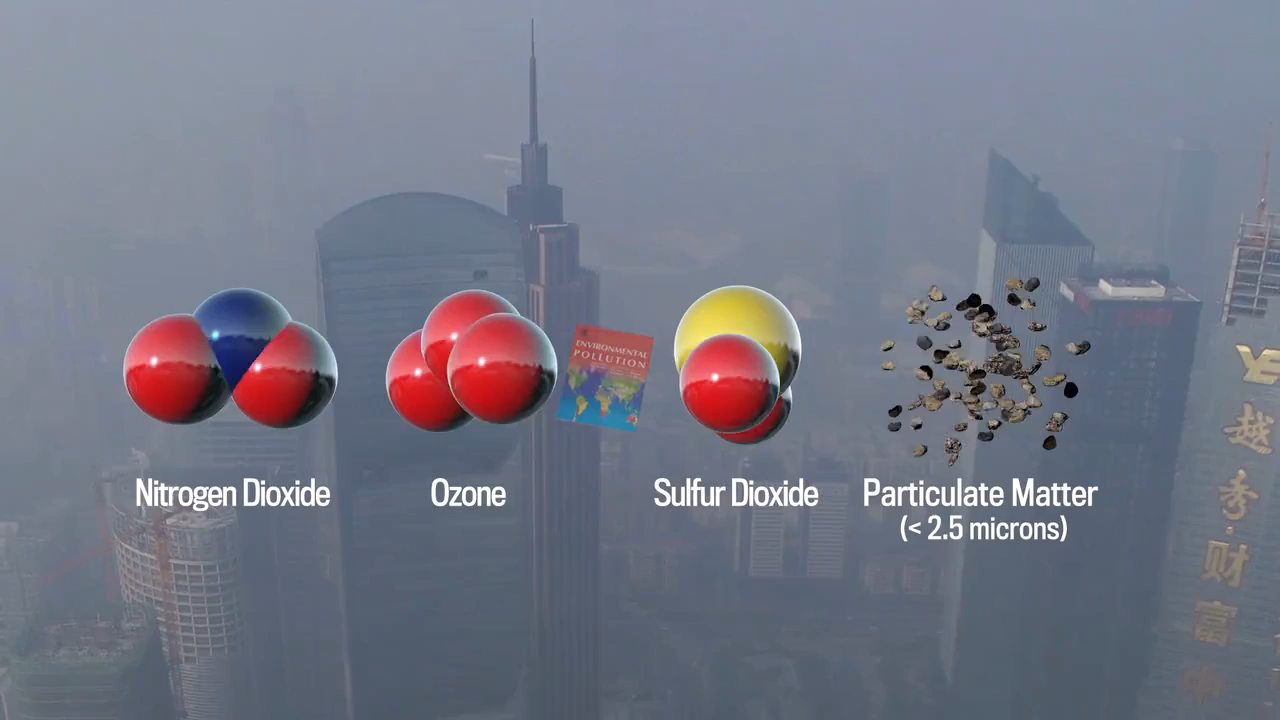 ENVIRONMENTAL
POLLUTION
Nitrogen Dioxide
Ozone
Sulfur Dioxide
Particulate Matter
(< 2.5 microns)
越
秀
·
财
富